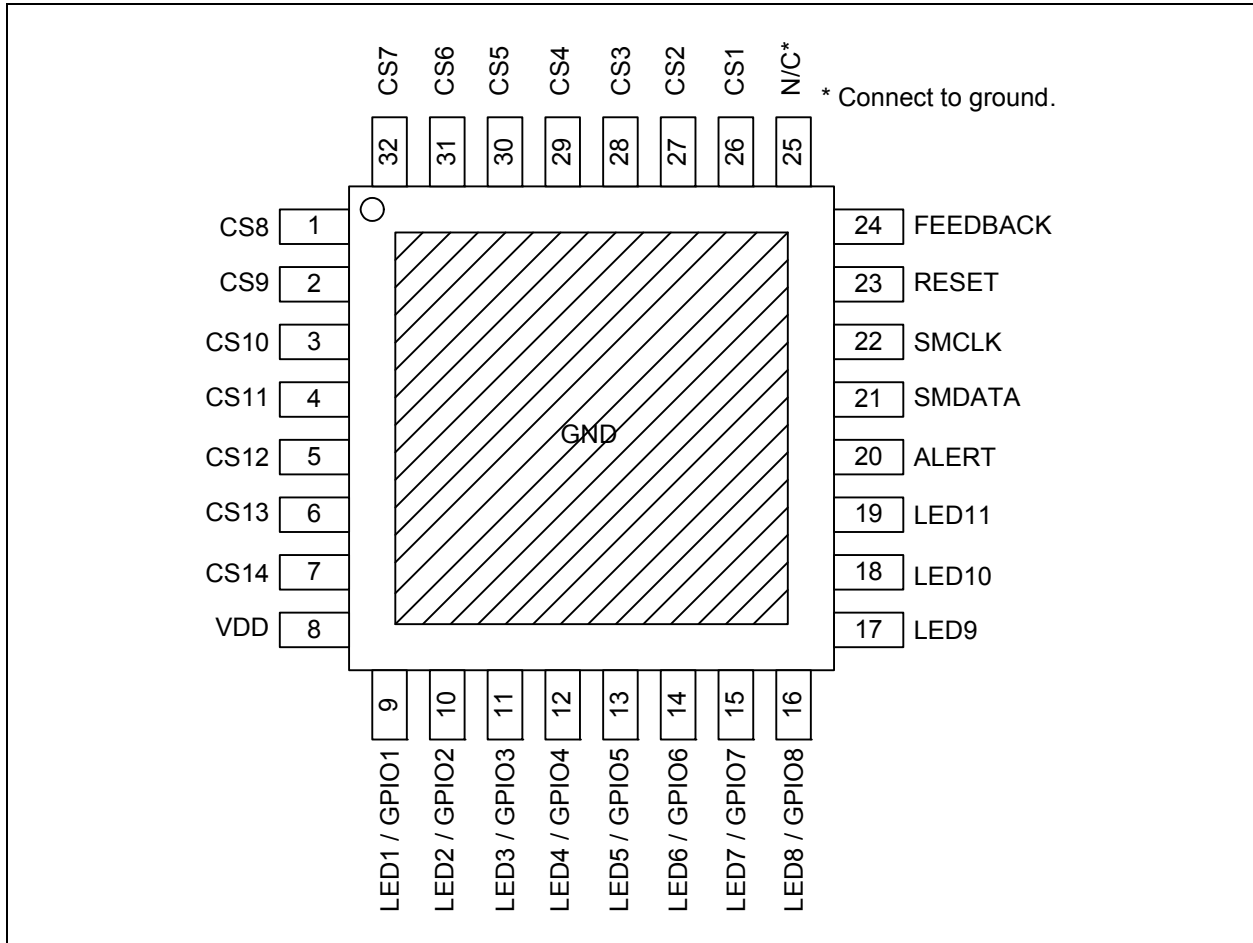 CS7
CS6
CS5
CS4
CS3
CS2
CS1
N/C*
* Connect to ground.
32
31
30
29
28
27
26
25
CS8 1
CS9 2
CS10 3
CS11 4
CS12 5
CS13 6
CS14 7
VDD 8
GND
24 FEEDBACK
23 RESET
22 SMCLK
21 SMDATA
20 ALERT
19 LED11
18 LED10
17 LED9
9
10
11
12
13
14
15
16
LED1 / GPIO1
LED2 / GPIO2
LED3 / GPIO3
LED4 / GPIO4
LED5 / GPIO5
LED6 / GPIO6
LED7 / GPIO7
LED8 / GPIO8